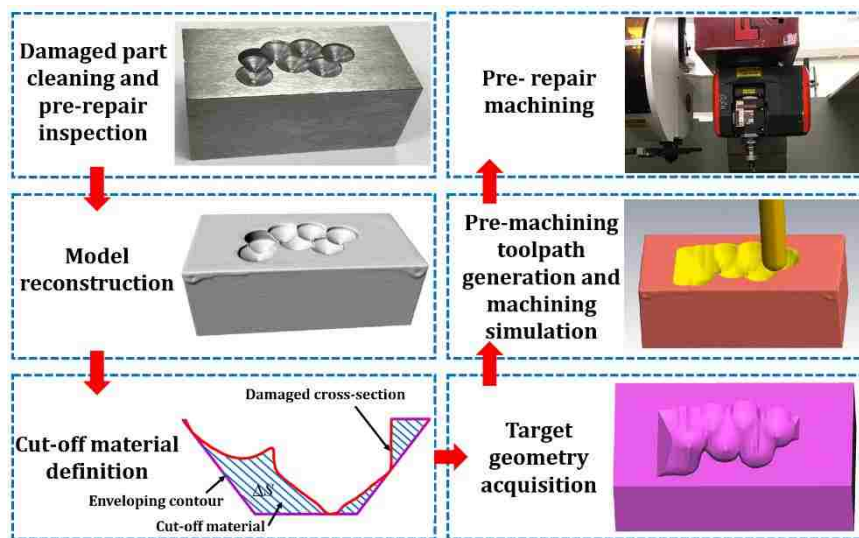 Damaged part
cleaning and
pre-repair
inspection
Model
reconstruction
Cut-off material
definition
Damaged cross-section
Enveloping contour
ΔS
Cut-off material
Target
geometry
acquisition
Pre-machining
toolpath
generation and
machining
simulation
Pre- repair
machining